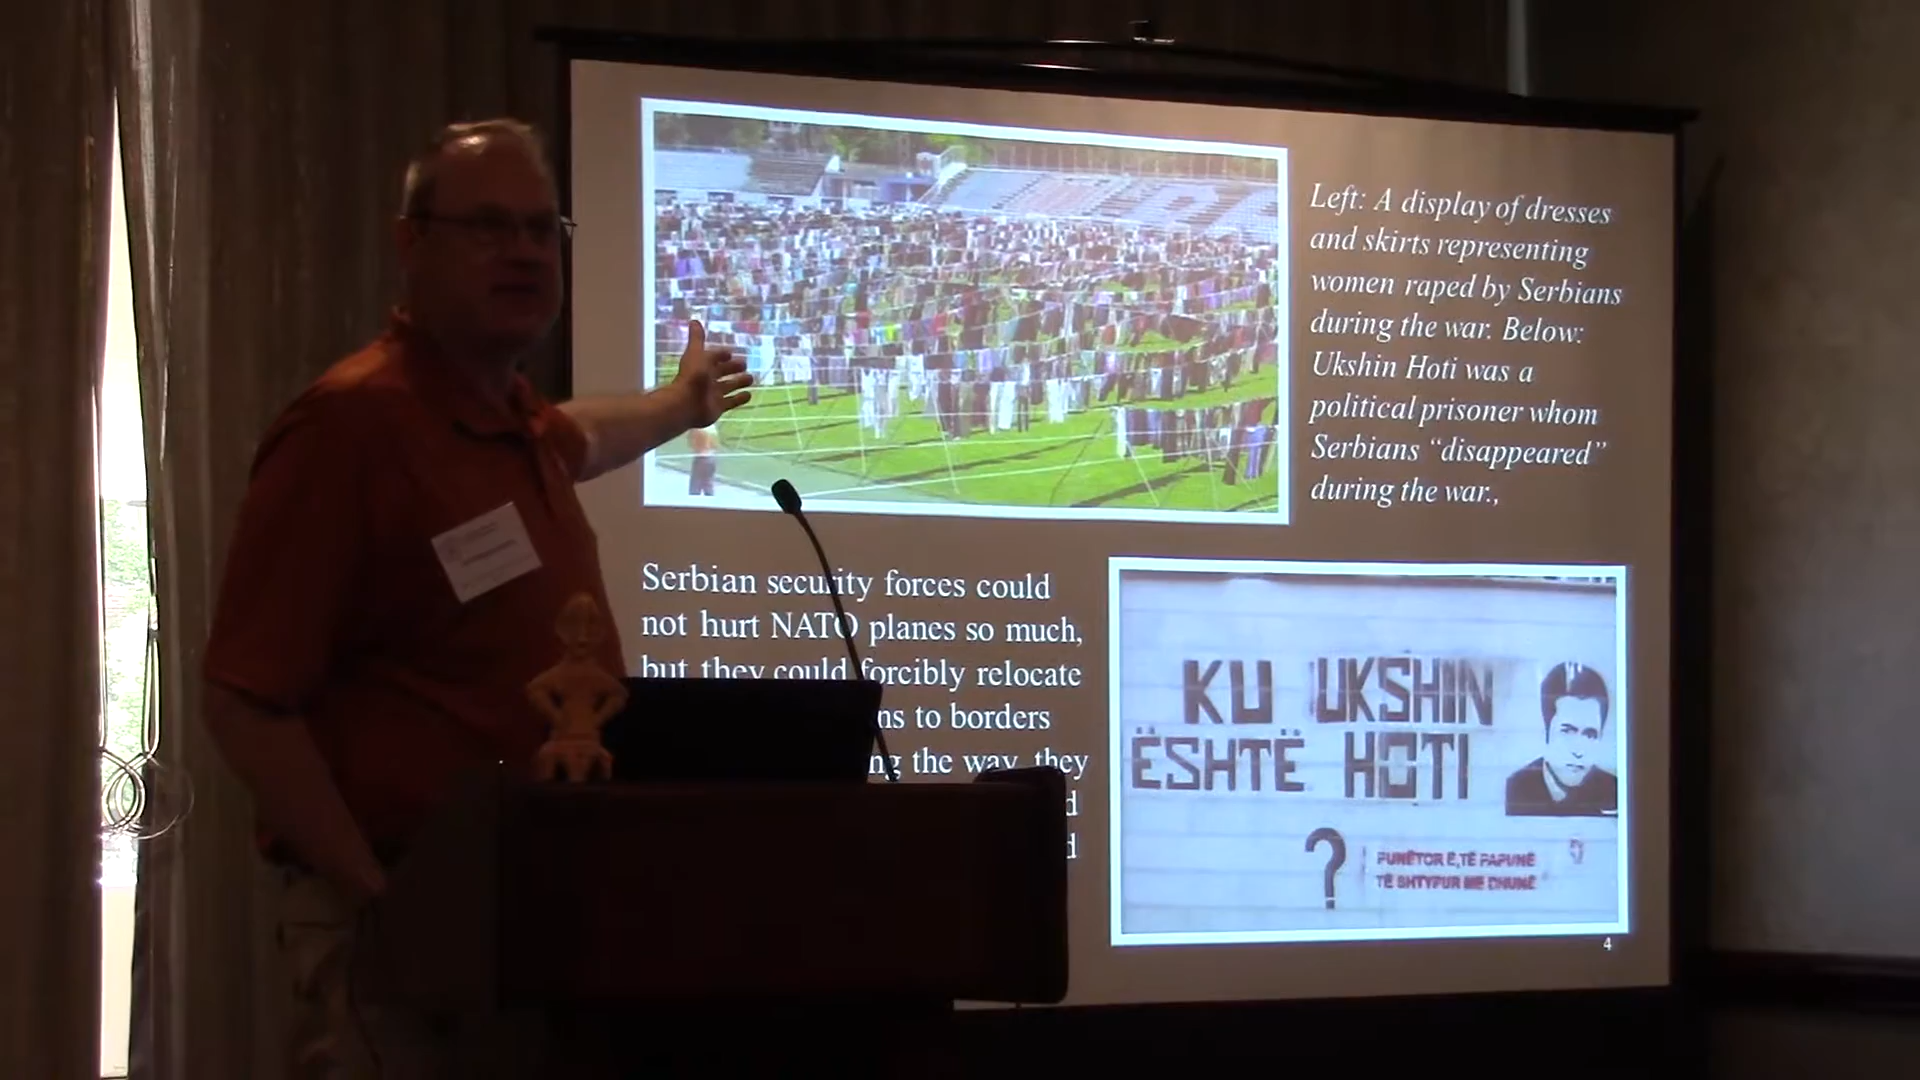 Left: A display of dresses
and skirts representing
women raped by Serbians
during the war. Below:
Ukshin Hoti was a
political prisoner whom
Serbians “disappeared”
during the war.,
Serbian security forces could
not hurt NATO planes so much,
but they could forcibly relocate
ns to borders
ng the way, they
d
d
KU UKSHIN
ËSHTË HOTI
?
PUNËTOR E,TË PAPUNË
TË SHTYPUR ME DHUNË
4